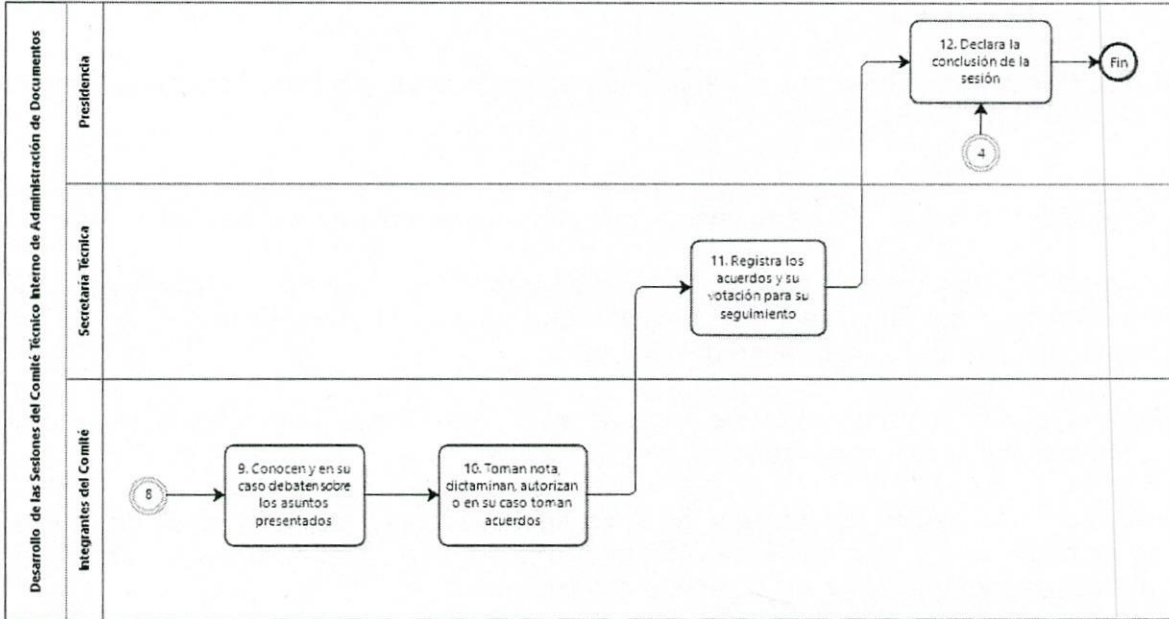 Desarrollo de las Sesiones del Comité Técnico Interno de Administración de Documentos
Presidencia
12. Declara la
conclusión de la
sesión
Fin
4
Secretaría Técnica
11. Registra los
acuerdos y su
votación para su
seguimiento
Integrantes del Comité
8
9. Conocen y en su
caso debaten sobre
los asuntos
presentados
10. Toman nota,
dictaminan, autorizan
o en su caso toman
acuerdos